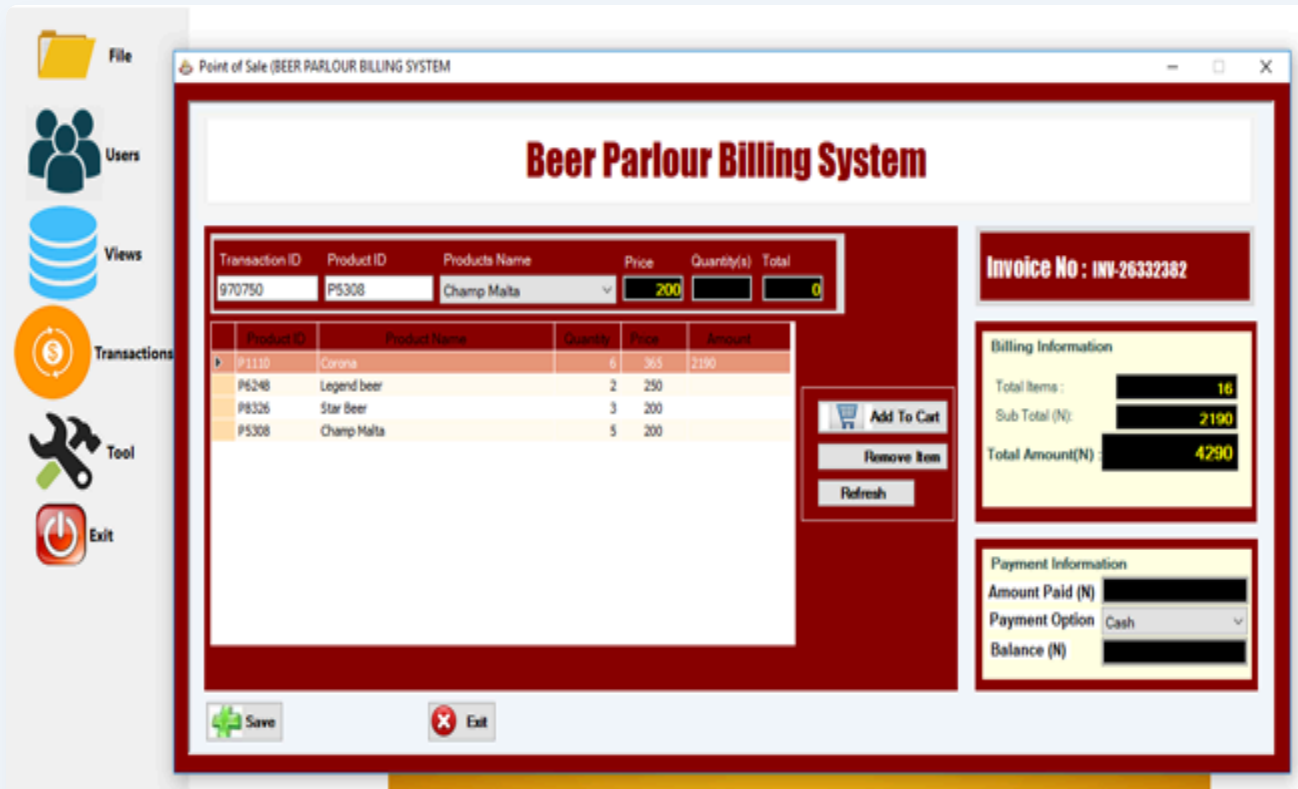 File
Users
Views
Transactions
Tool
Exit
Point of Sale (BEER PARLOUR BILLING SYSTEM
Beer Parlour Billing System
Transaction ID Product ID Products Name Price Quantity(s) Total
970750 P5308 Champ Malta 200 0
Product ID Product Name Quantity Price Amount
P1110 Corona 6 365 2190
P6248 Legend beer 2 250
P8326 Star Beer 3 200
P5308 Champ Malta 5 200
Add To Cart
Remove Item
Refresh
Invoice No : INV-26332382
Billing Information
Total Items : 16
Sub Total (N): 2190
Total Amount(N) : 4290
Payment Information
Amount Paid (N)
Payment Option Cash
Balance (N)
Save
Exit